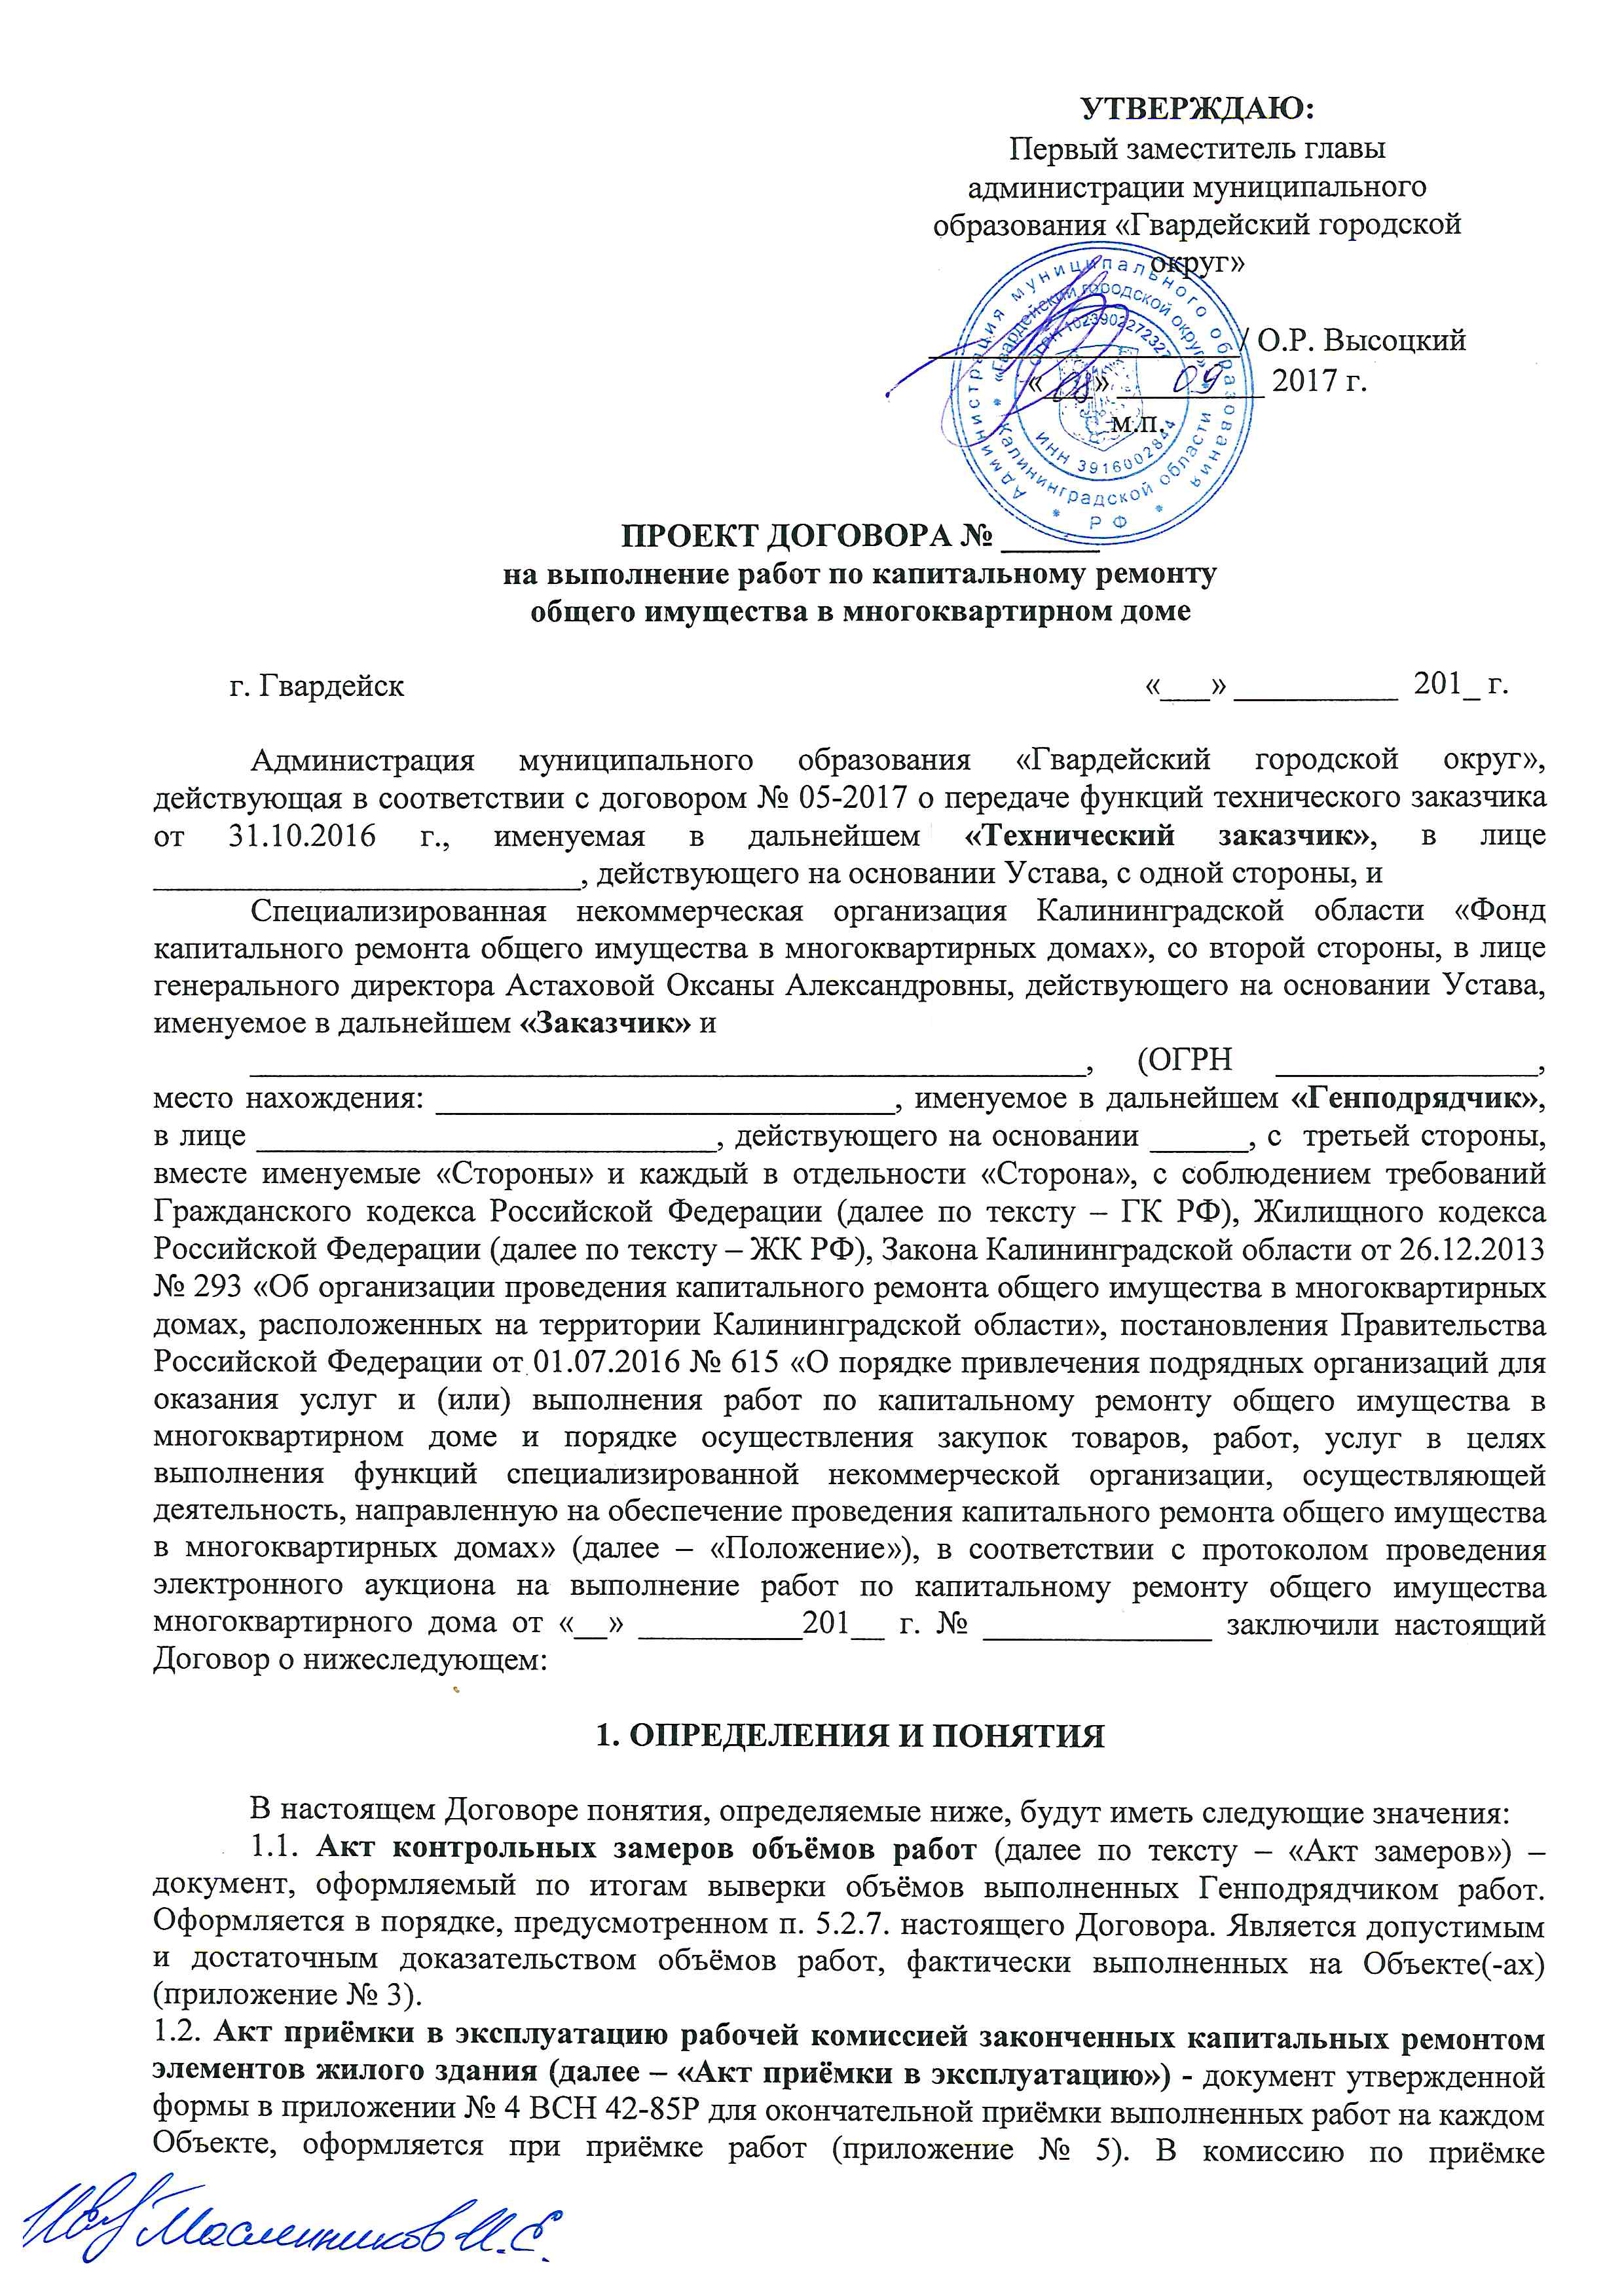 УТВЕРЖДАЮ:
Первый заместитель главы
администрации муниципального
образования «Гвардейский городской
округ»
___________________/ О.Р. Высоцкий
«___» 09 2017 г.
м.п.
Администрация муниципального образования
«Гвардейский городской округ»
Калининградской области
ОГРН 1023902272327
ИНН 3916002844
* РФ *
ПРОЕКТ ДОГОВОРА № ______
на выполнение работ по капитальному ремонту
общего имущества в многоквартирном доме
г. Гвардейск «___» __________ 201_ г.
Администрация муниципального образования «Гвардейский городской округ»,
действующая в соответствии с договором № 05-2017 о передаче функций технического заказчика
от 31.10.2016 г., именуемая в дальнейшем «Технический заказчик», в лице
__________________________, действующего на основании Устава, с одной стороны, и
Специализированная некоммерческая организация Калининградской области «Фонд
капитального ремонта общего имущества в многоквартирных домах», со второй стороны, в лице
генерального директора Астаховой Оксаны Александровны, действующего на основании Устава,
именуемое в дальнейшем «Заказчик» и
___________________________________________________, (ОГРН ________________,
место нахождения: ____________________________, именуемое в дальнейшем «Генподрядчик»,
в лице ____________________________, действующего на основании ______, с третьей стороны,
вместе именуемые «Стороны» и каждый в отдельности «Сторона», с соблюдением требований
Гражданского кодекса Российской Федерации (далее по тексту – ГК РФ), Жилищного кодекса
Российской Федерации (далее по тексту – ЖК РФ), Закона Калининградской области от 26.12.2013
№ 293 «Об организации проведения капитального ремонта общего имущества в многоквартирных
домах, расположенных на территории Калининградской области», постановления Правительства
Российской Федерации от 01.07.2016 № 615 «О порядке привлечения подрядных организаций для
оказания услуг и (или) выполнения работ по капитальному ремонту общего имущества в
многоквартирном доме и порядке осуществления закупок товаров, работ, услуг в целях
выполнения функций специализированной некоммерческой организации, осуществляющей
деятельность, направленную на обеспечение проведения капитального ремонта общего имущества
в многоквартирных домах» (далее – «Положение»), в соответствии с протоколом проведения
электронного аукциона на выполнение работ по капитальному ремонту общего имущества
многоквартирного дома от «__» __________201__ г. № ______________ заключили настоящий
Договор о нижеследующем:
1. ОПРЕДЕЛЕНИЯ И ПОНЯТИЯ
В настоящем Договоре понятия, определяемые ниже, будут иметь следующие значения:
1.1. Акт контрольных замеров объёмов работ (далее по тексту – «Акт замеров») –
документ, оформляемый по итогам выверки объёмов выполненных Генподрядчиком работ.
Оформляется в порядке, предусмотренном п. 5.2.7. настоящего Договора. Является допустимым
и достаточным доказательством объёмов работ, фактически выполненных на Объекте(-ах)
(приложение № 3).
1.2. Акт приёмки в эксплуатацию рабочей комиссией законченных капитальных ремонтом
элементов жилого здания (далее – «Акт приёмки в эксплуатацию») - документ утвержденной
формы в приложении № 4 ВСН 42-85Р для окончательной приёмки выполненных работ на каждом
Объекте, оформляется при приёмке работ (приложение № 5). В комиссию по приёмке
Масленников И.Е.